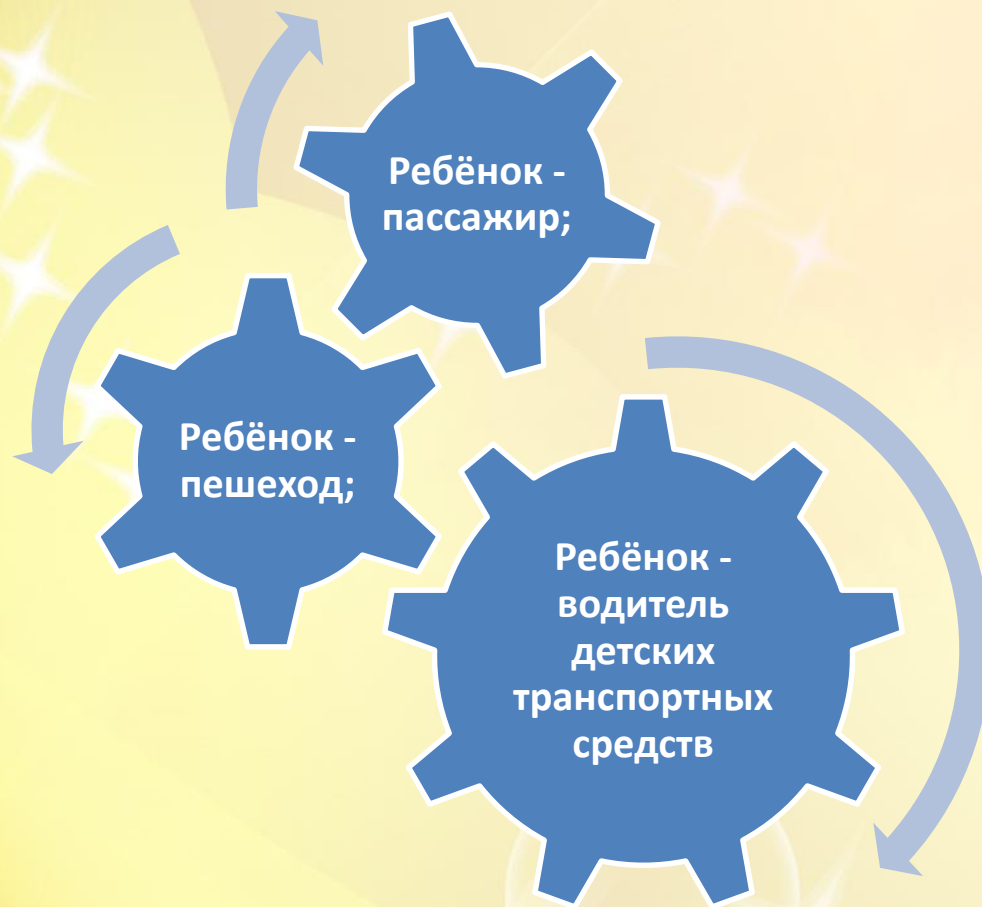 Ребёнок -
пассажир;
Ребёнок -
пешеход;
Ребёнок -
водитель
детских
транспортных
средств